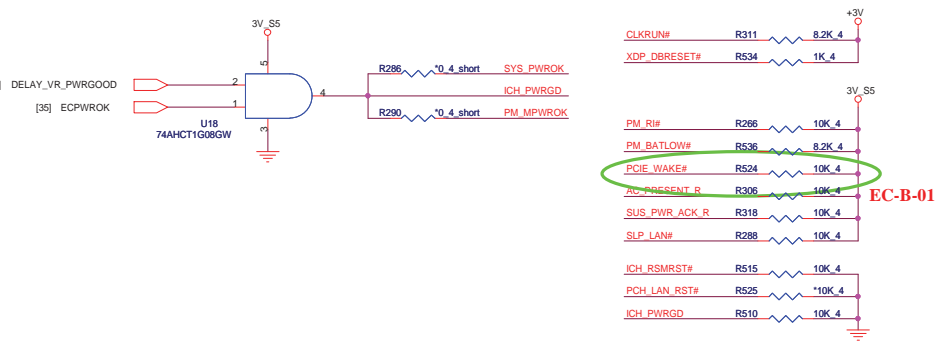 3V_S5
5
] DELAY_VR_PWRGOOD 2
[35] ECPWROK 1
4
3
U18
74AHCT1G08GW
R286 *0_4_short SYS_PWROK
ICH_PWRGD
R290 *0_4_short PM_MPWROK
+3V
CLKRUN# R311 8.2K_4
XDP_DBRESET# R534 1K_4
3V_S5
PM_RI# R266 10K_4
PM_BATLOW# R536 8.2K_4
PCIE_WAKE# R524 10K_4
AC_PRESENT_R R306 10K_4
EC-B-01
SUS_PWR_ACK_R R318 10K_4
SLP_LAN# R288 10K_4
ICH_RSMRST# R515 10K_4
PCH_LAN_RST# R525 *10K_4
ICH_PWRGD R510 10K_4